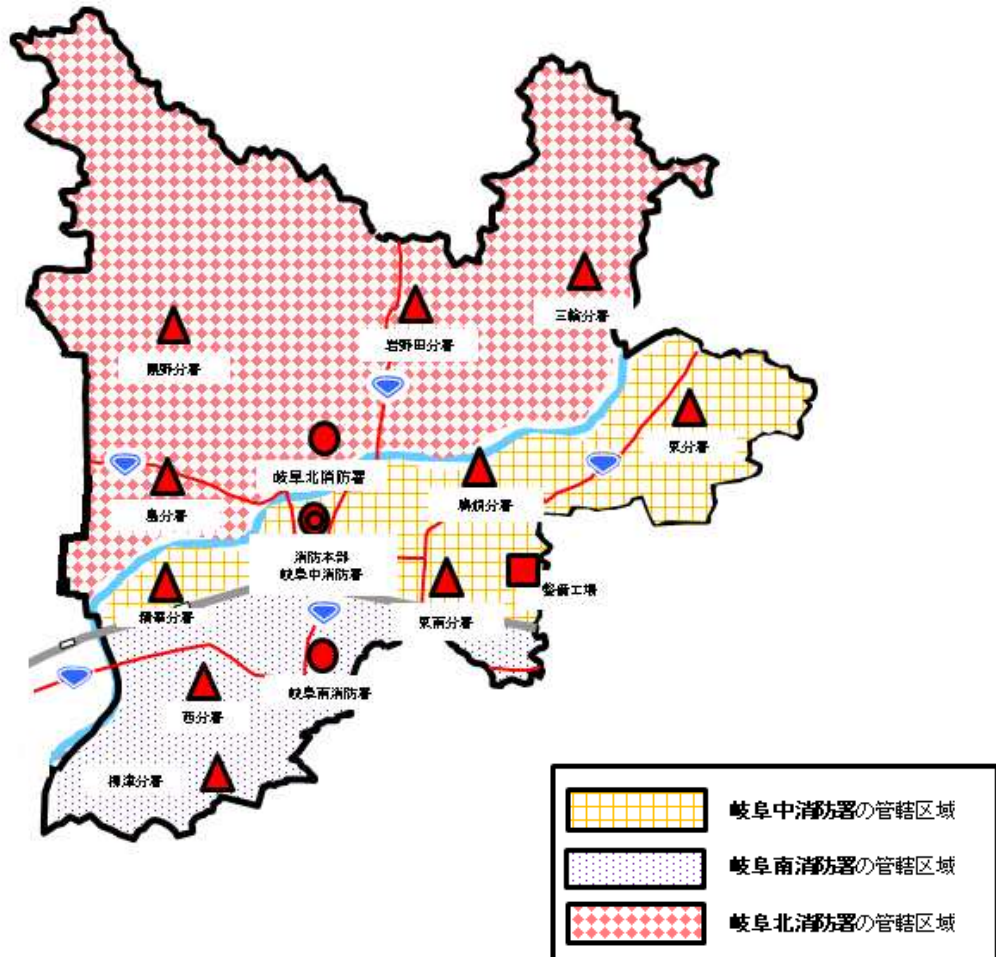 三輪分署
岩野田分署
黒野分署
東分署
岐阜北消防署
鏡岩分署
島分署
消防本部
岐阜中消防署
整備工場
精華分署
東南分署
岐阜南消防署
西分署
柳津分署
岐阜中消防署の管轄区域
岐阜南消防署の管轄区域
岐阜北消防署の管轄区域